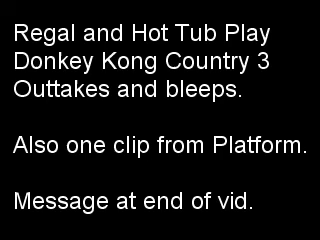 Regal and Hot Tub Play
Donkey Kong Country 3
Outtakes and bleeps.
Also one clip from Platform.
Message at end of vid.